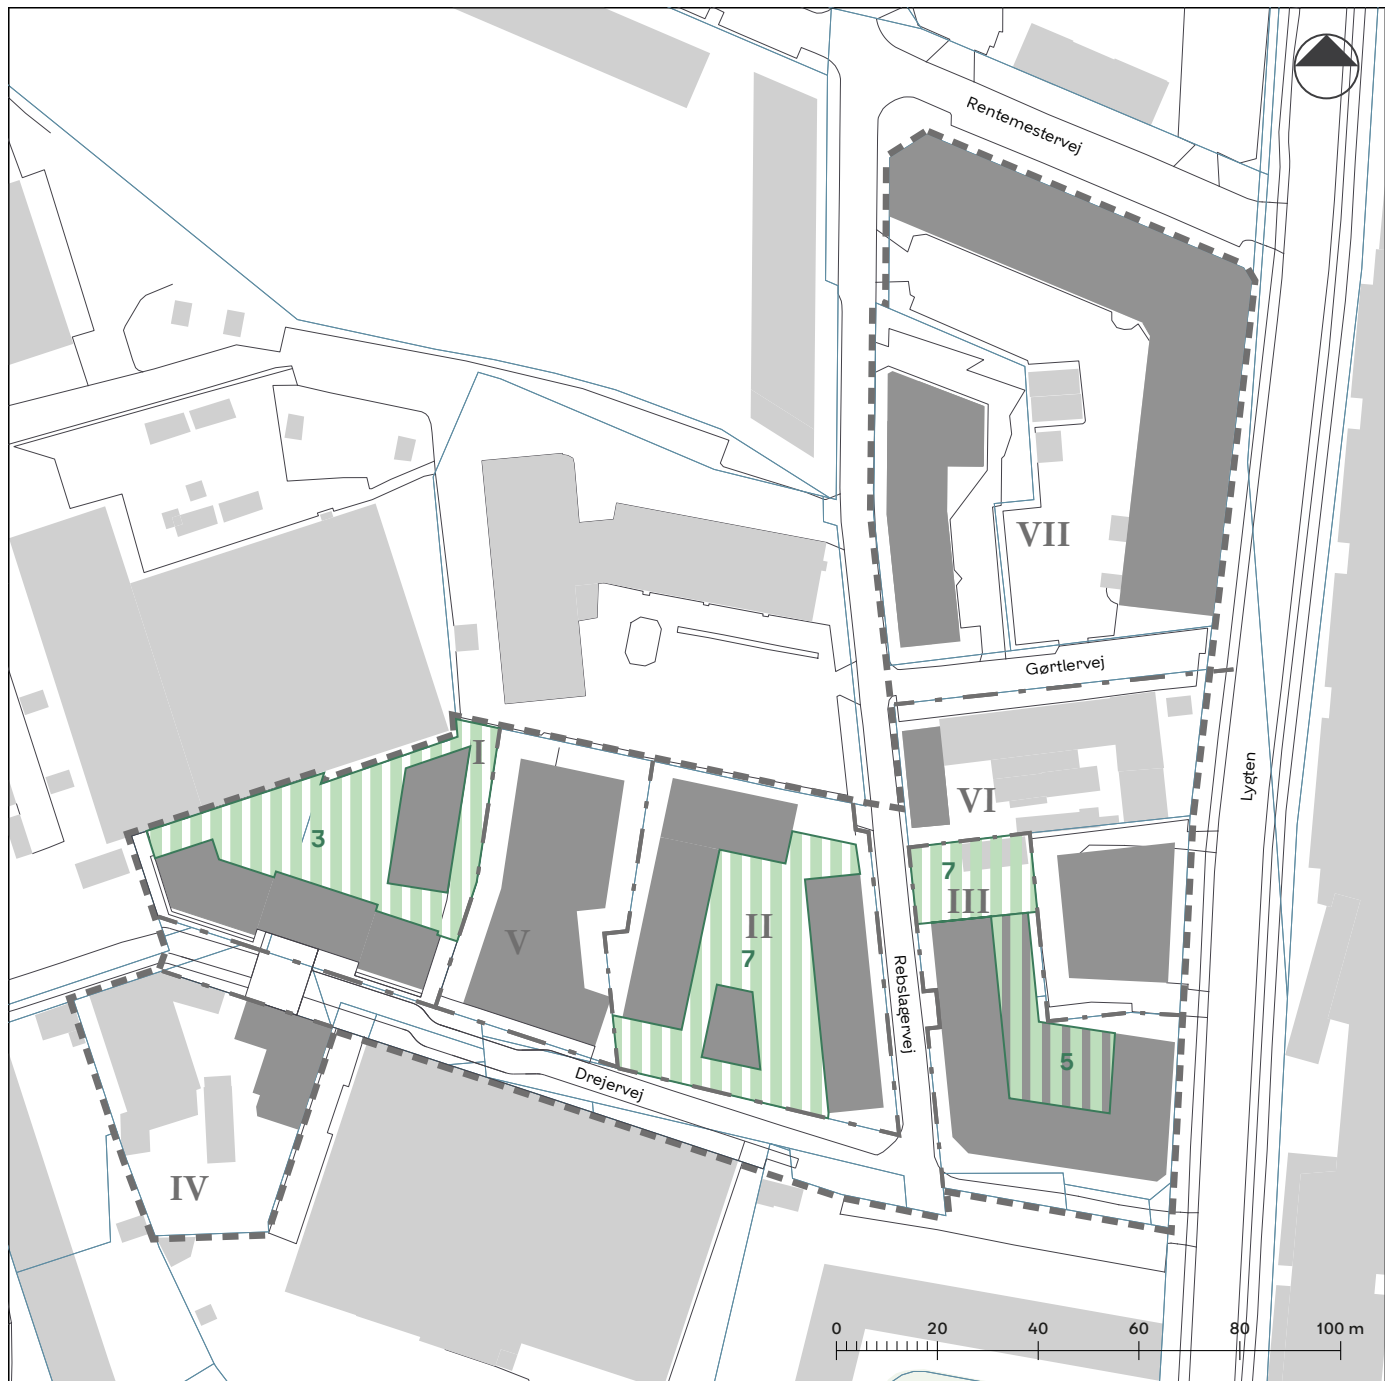 Rentemestervej
VII
Gørtlervej
I
Lygten
VI
3
7
III
II
V
7
Rebslagervej
5
Drejervej
IV
0 20 40 60 80 100 m